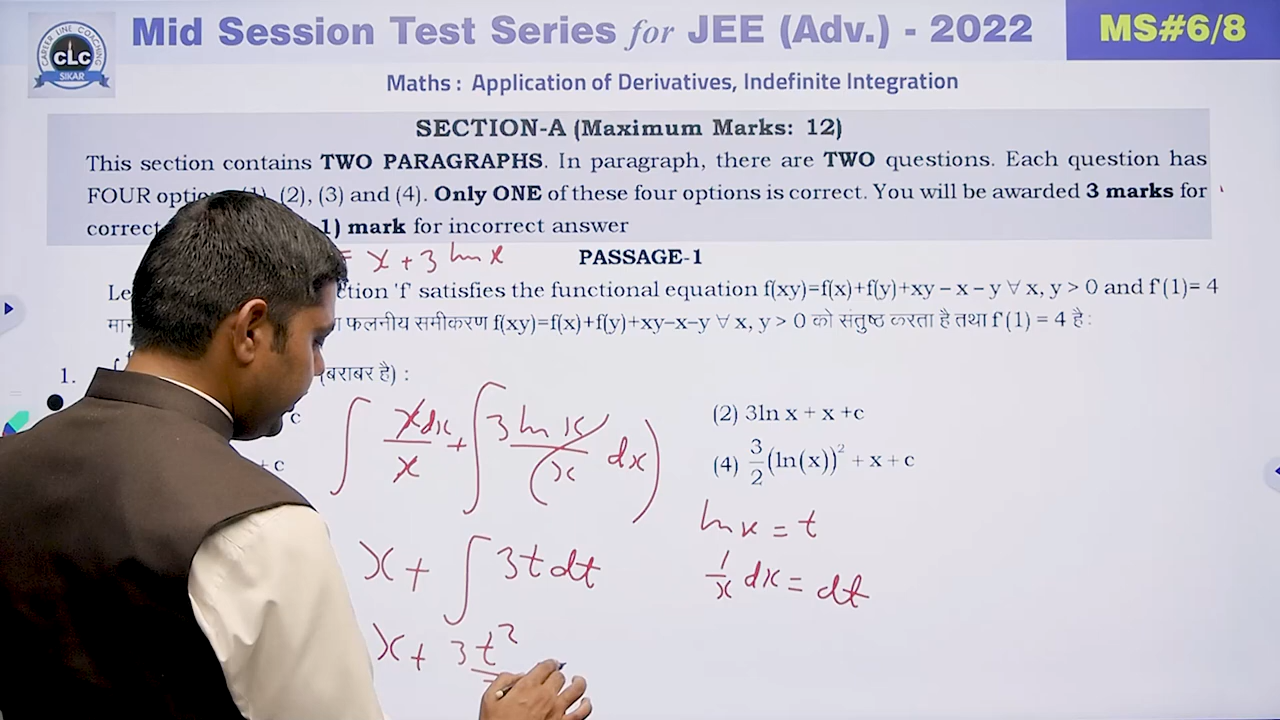 CAREER LINE COACHING
CLC
SIKAR
Mid Session Test Series for JEE (Adv.) - 2022
MS#6/8
Maths : Application of Derivatives, Indefinite Integration
SECTION-A (Maximum Marks: 12)
This section contains TWO PARAGRAPHS. In paragraph, there are TWO questions. Each question has
FOUR (2), (3) and (4). Only ONE of these four options is correct. You will be awarded 3 marks for
correct 1) mark for incorrect answer
= x + 3 ln x
PASSAGE-1
'f' satisfies the functional equation f(xy)=f(x)+f(y)+xy – x – y ∀ x, y > 0 and f'(1)= 4
फलनीय समीकरण f(xy)=f(x)+f(y)+xy–x–y ∀ x, y > 0 को संतुष्ट करता है तथा f'(1) = 4 है :
1. (बराबर है) :
c
(2) 3ln x + x +c
+ c
(4) 3/2 (ln(x))² + x + c
∫ x dx / x + ∫ 3 ln x / (x dx)
ln x = t
x + ∫ 3t dt
1/x dx = dt
x + 3t²